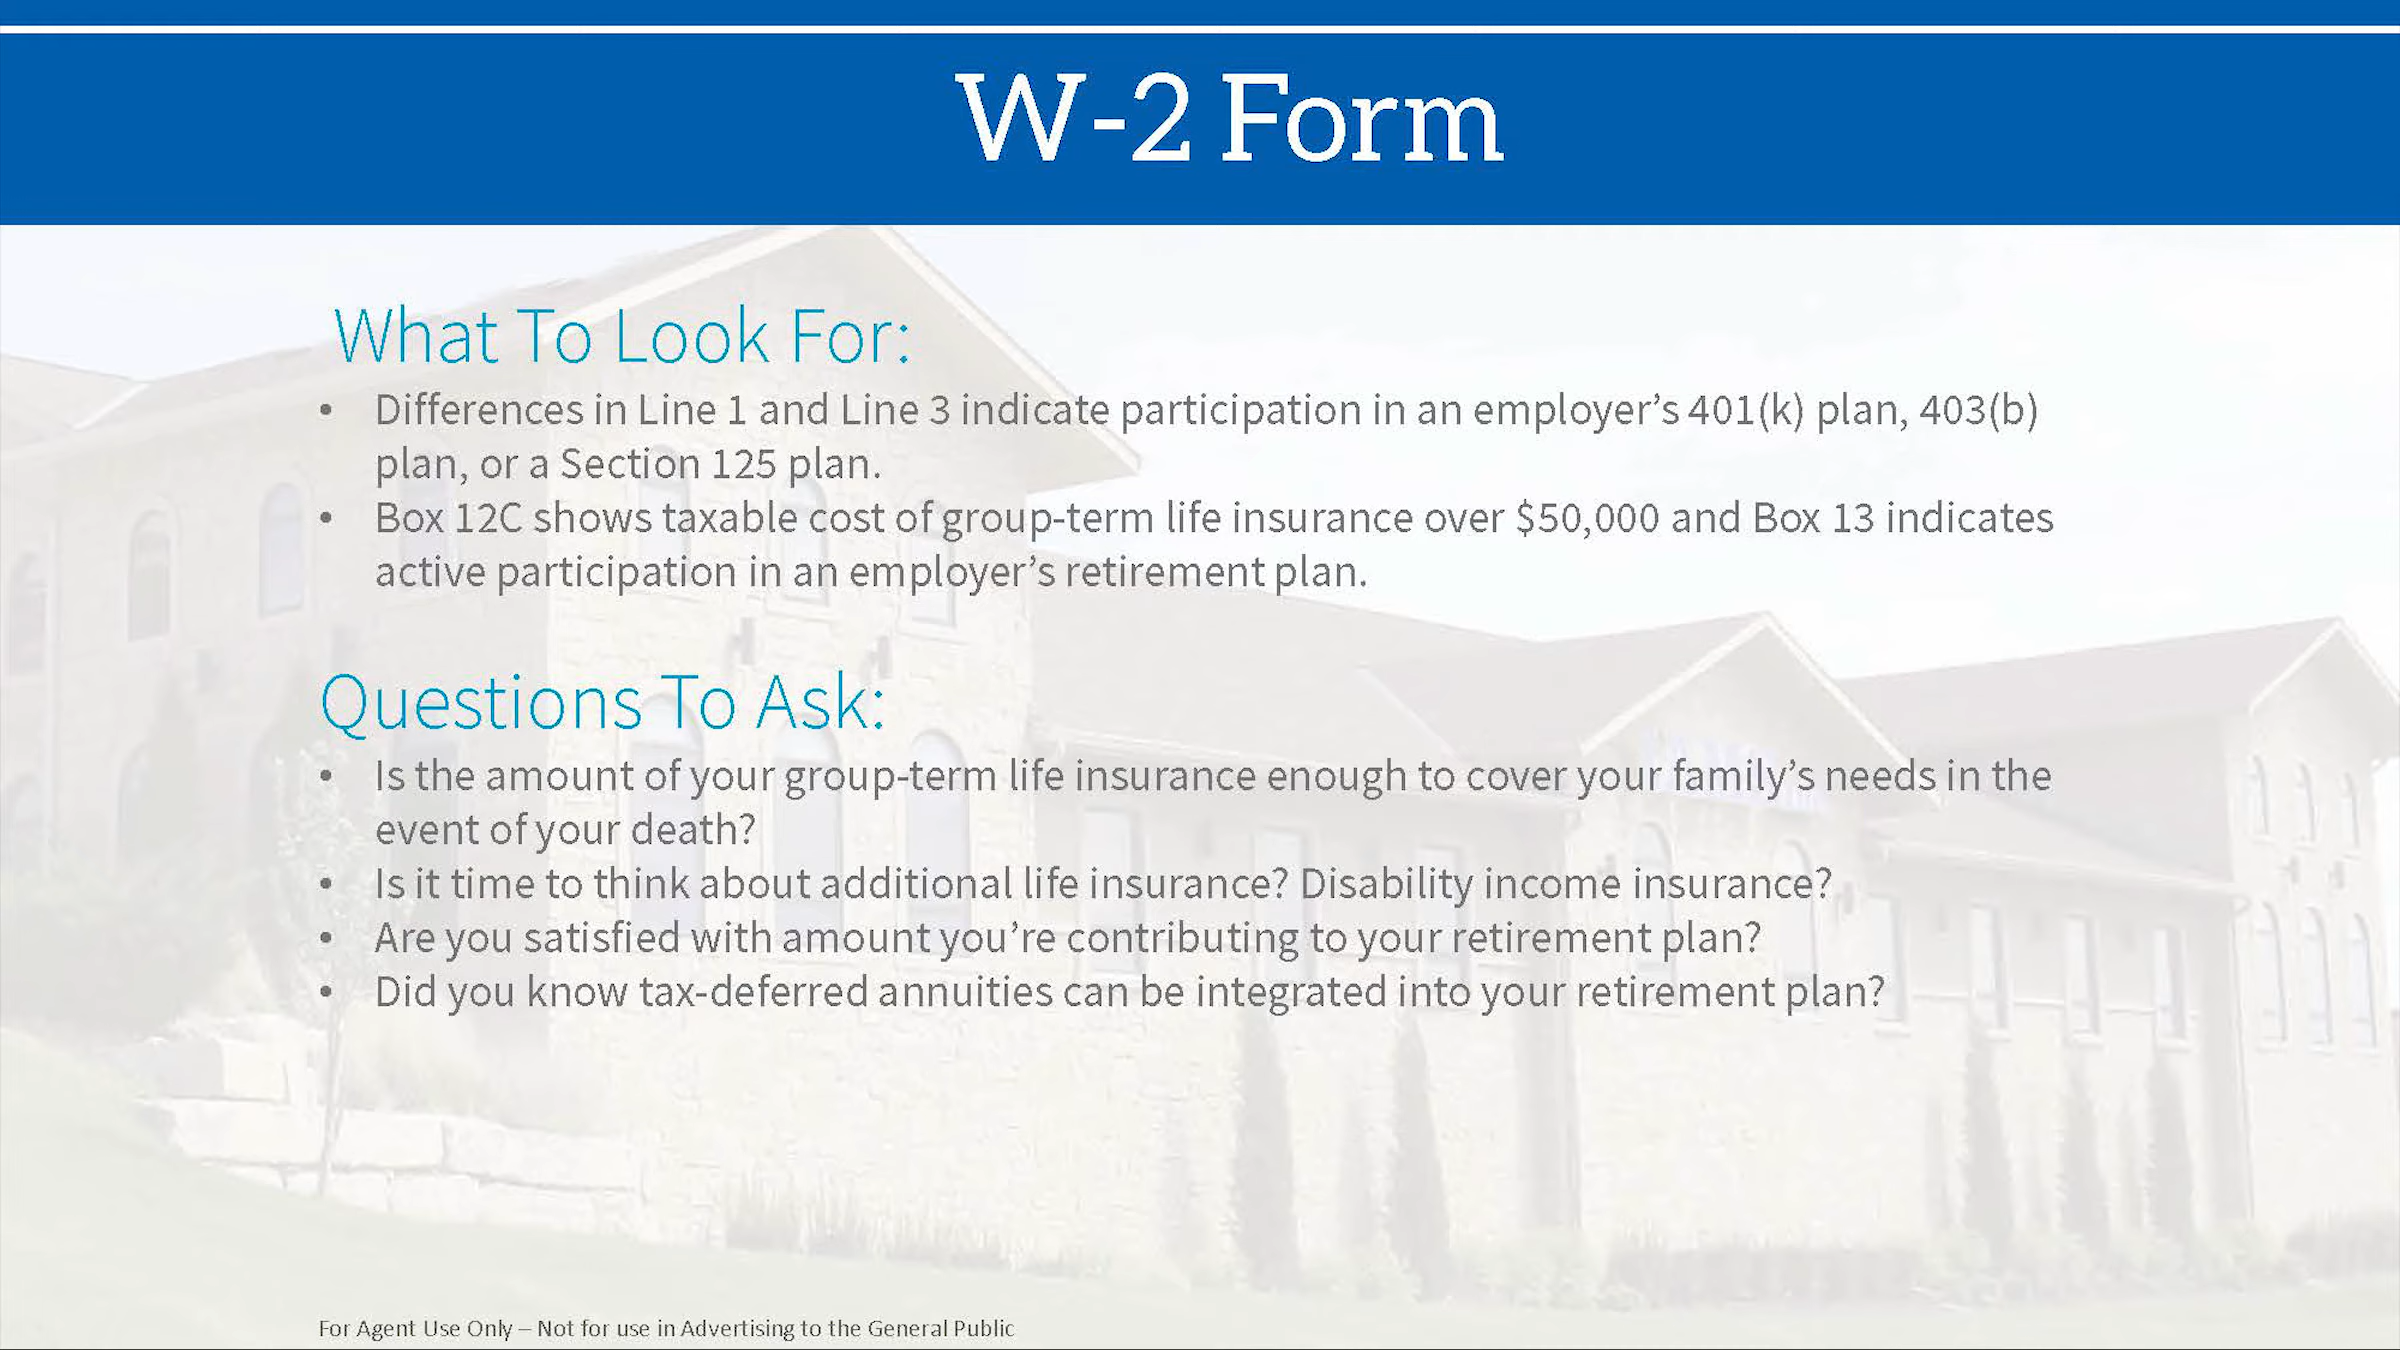 W-2 Form
What To Look For:
• Differences in Line 1 and Line 3 indicate participation in an employer’s 401(k) plan, 403(b)
plan, or a Section 125 plan.
• Box 12C shows taxable cost of group-term life insurance over $50,000 and Box 13 indicates
active participation in an employer’s retirement plan.
Questions To Ask:
• Is the amount of your group-term life insurance enough to cover your family’s needs in the
event of your death?
• Is it time to think about additional life insurance? Disability income insurance?
• Are you satisfied with amount you’re contributing to your retirement plan?
• Did you know tax-deferred annuities can be integrated into your retirement plan?
For Agent Use Only – Not for use in Advertising to the General Public